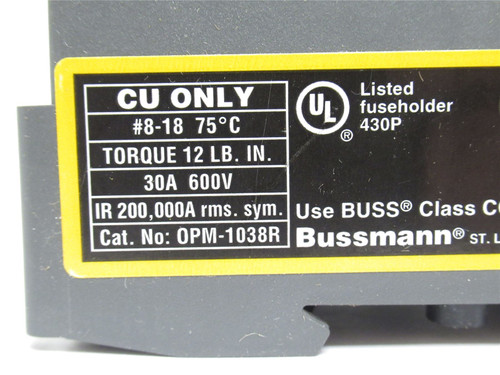 CU ONLY
#8-18 75°C
TORQUE 12 LB. IN.
30A 600V
IR 200,000A rms. sym.
Cat. No: OPM-1038R
UL ®
Listed
fuseholder
430P
Use BUSS® Class
Bussmann® ST.